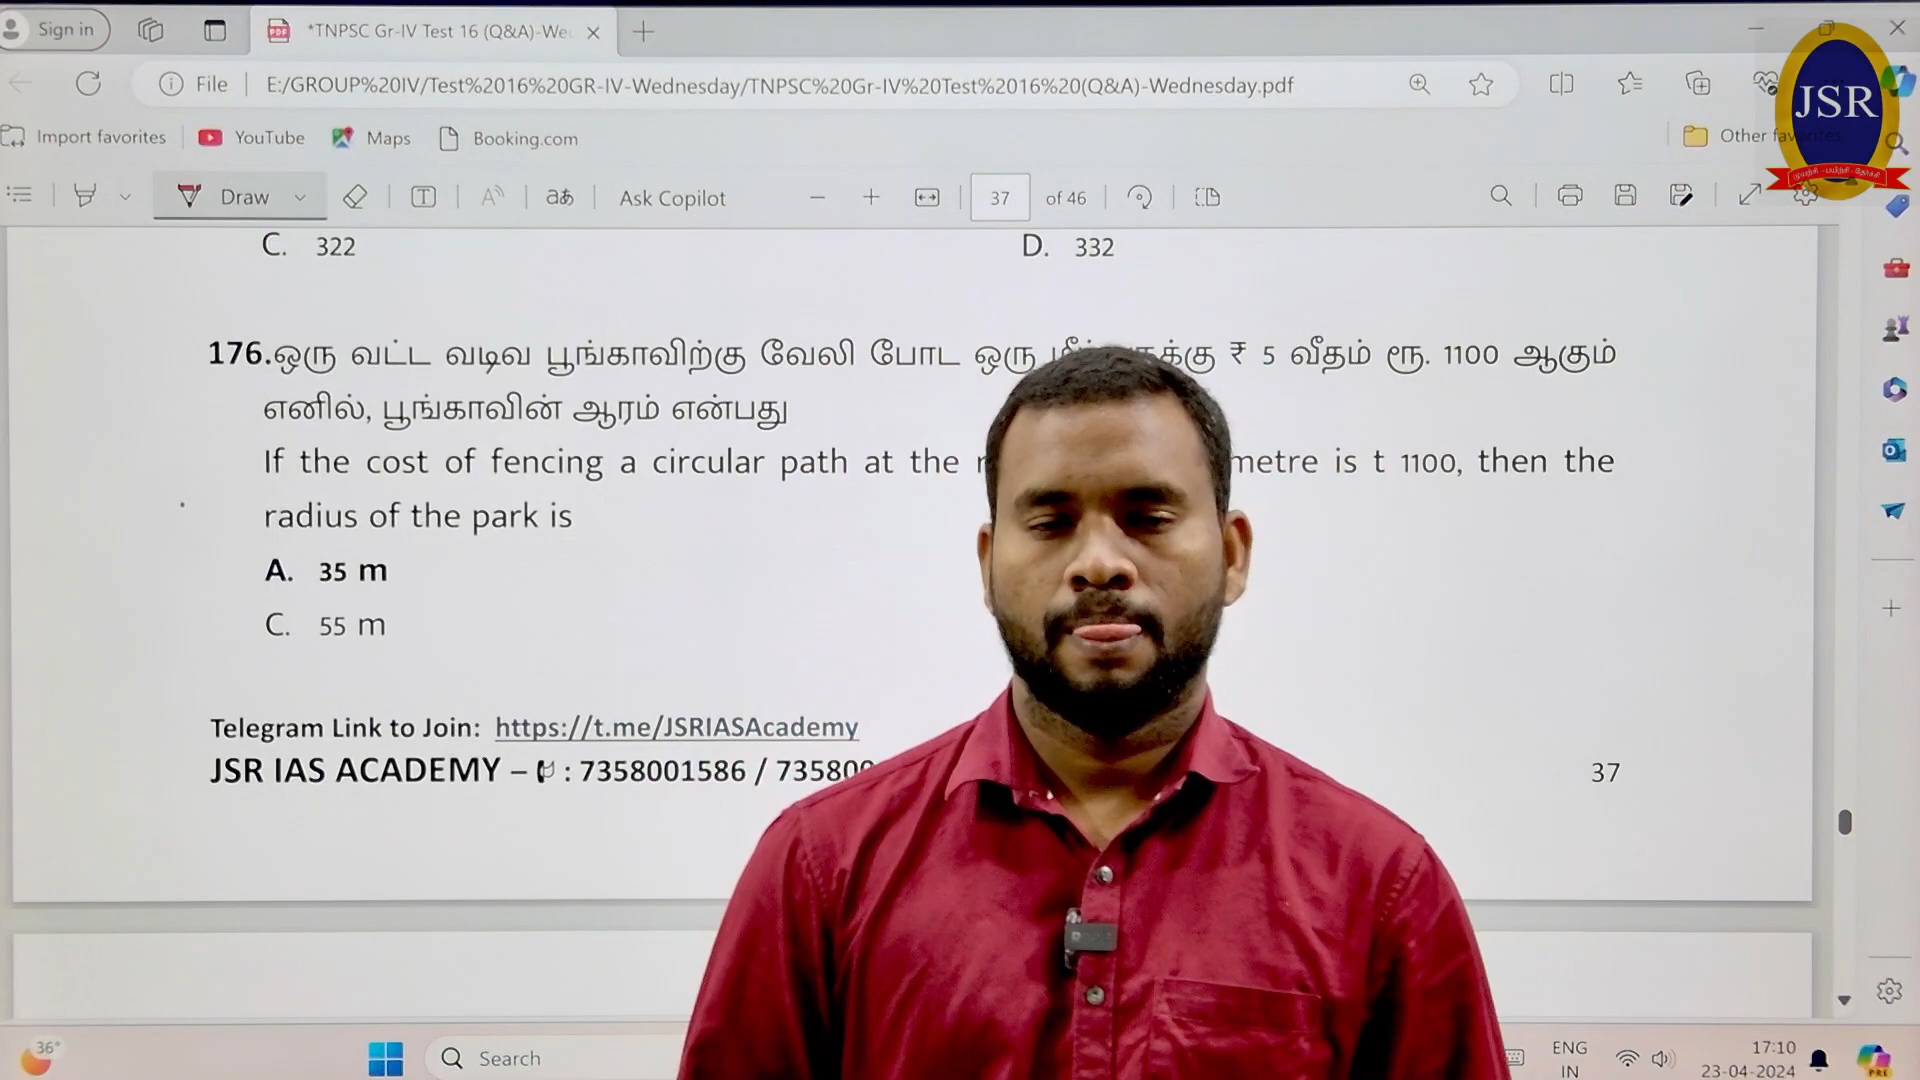 Sign in
*TNPSC Gr-IV Test 16 (Q&A)-We
File
E:/GROUP%20IV/Test%2016%20GR-IV-Wednesday/TNPSC%20Gr-IV%20Test%2016%20(Q&A)-Wednesday.pdf
Import favorites
YouTube
Maps
Booking.com
Other
JSR
முயற்சி - பயிற்சி - தேர்ச்சி
Draw
aあ
Ask Copilot
37
of 46
C. 322
D. 332
176. ஒரு வட்ட வடிவ பூங்காவிற்கு வேலி போட ஒரு ₹ 5 வீதம் ரூ. 1100 ஆகும்
எனில், பூங்காவின் ஆரம் என்பது
If the cost of fencing a circular path at the metre is t 1100, then the
radius of the park is
A. 35 m
C. 55 m
Telegram Link to Join: https://t.me/JSRIASAcademy
JSR IAS ACADEMY – : 7358001586 /
37
36°
Search
ENG
IN
17:10
23-04-2024
PRE